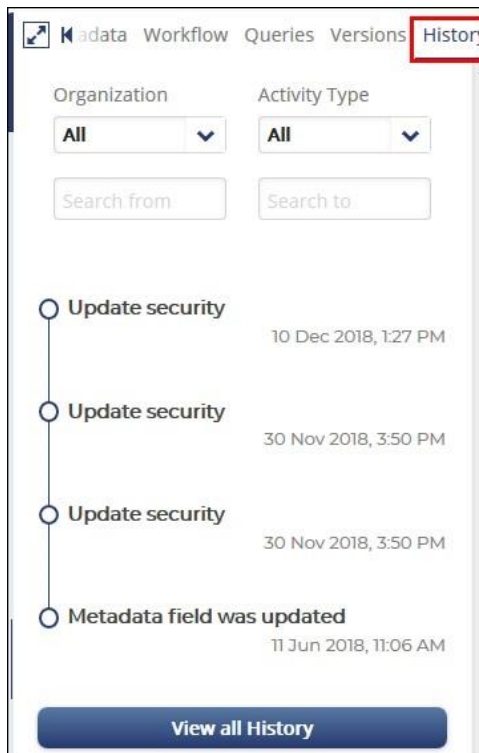 adata Workflow Queries Versions History
Organization Activity Type
All All
Search from Search to
Update security
10 Dec 2018, 1:27 PM
Update security
30 Nov 2018, 3:50 PM
Update security
30 Nov 2018, 3:50 PM
Metadata field was updated
11 Jun 2018, 11:06 AM
View all History